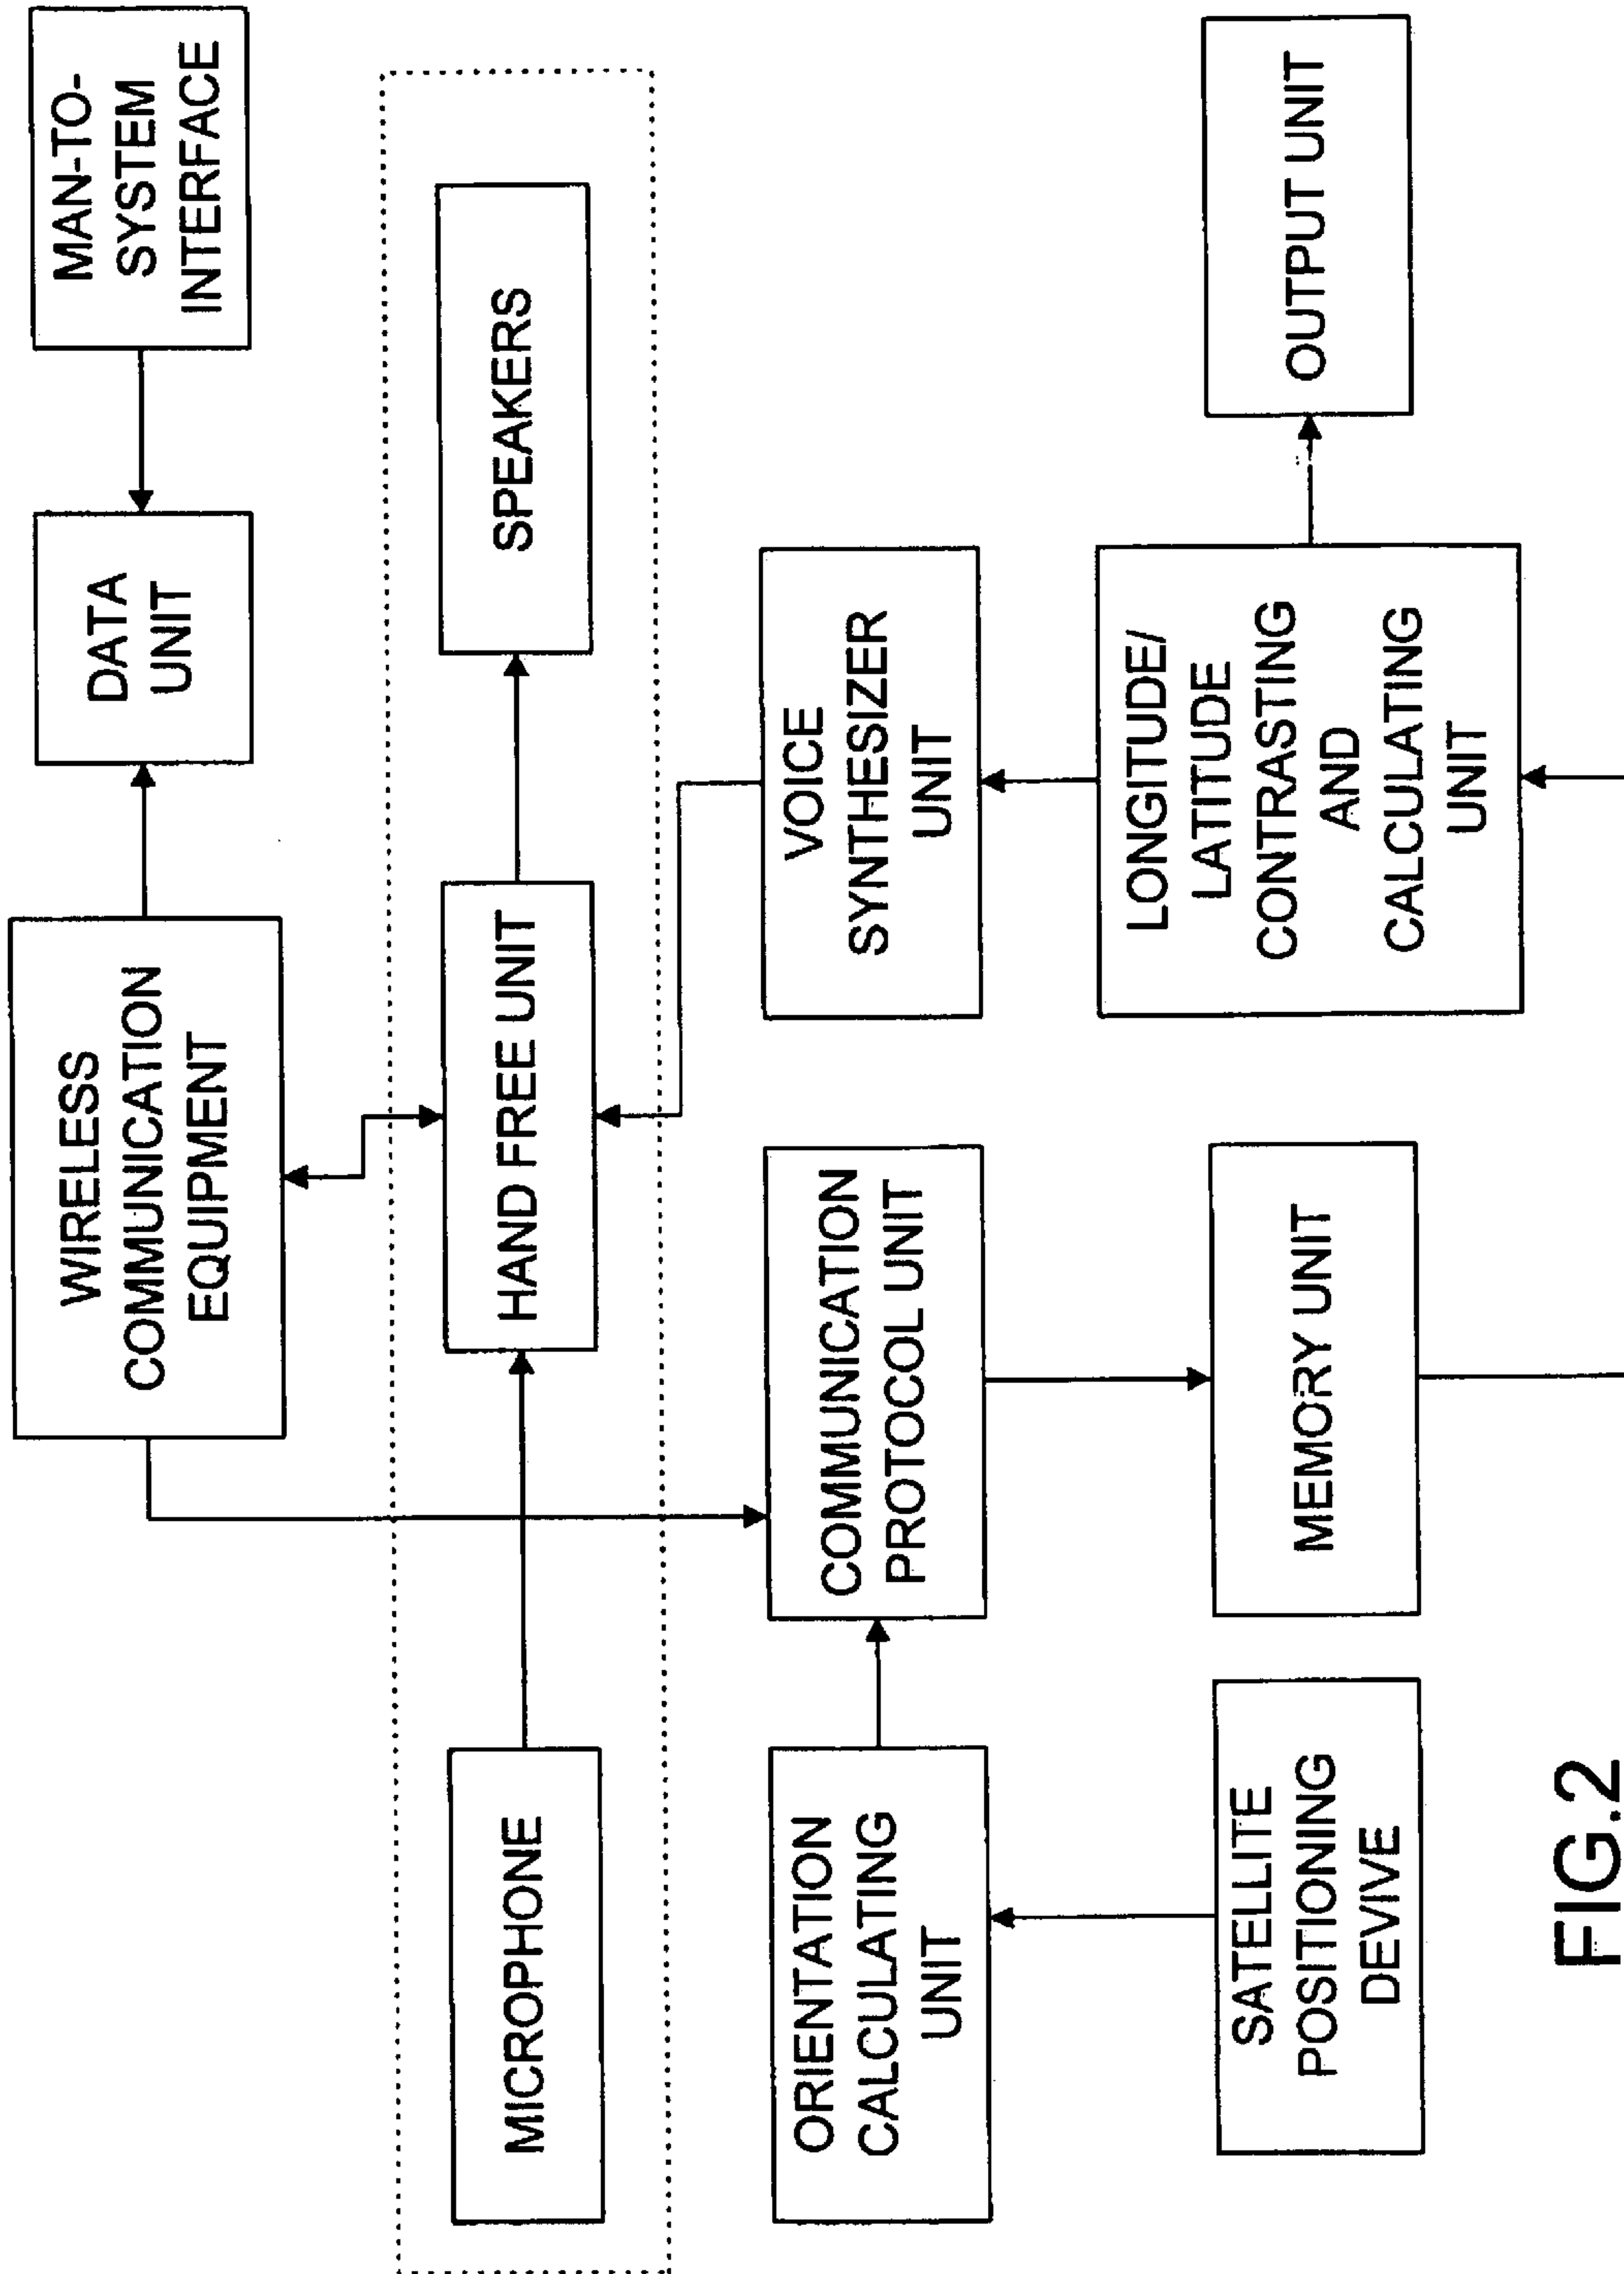 WIRELESS
COMMUNICATION
EQUIPMENT
DATA
UNIT
MAN-TO-
SYSTEM
INTERFACE
MICROPHONE
HAND FREE UNIT
SPEAKERS
ORIENTATION
CALCULATING
UNIT
COMMUNICATION
PROTOCOL UNIT
VOICE
SYNTHESIZER
UNIT
SATELLITE
POSITIONING
DEVIVE
MEMORY UNIT
LONGITUDE/
LATITUDE
CONTRASTING
AND
CALCULATING
UNIT
OUTPUT UNIT
FIG.2